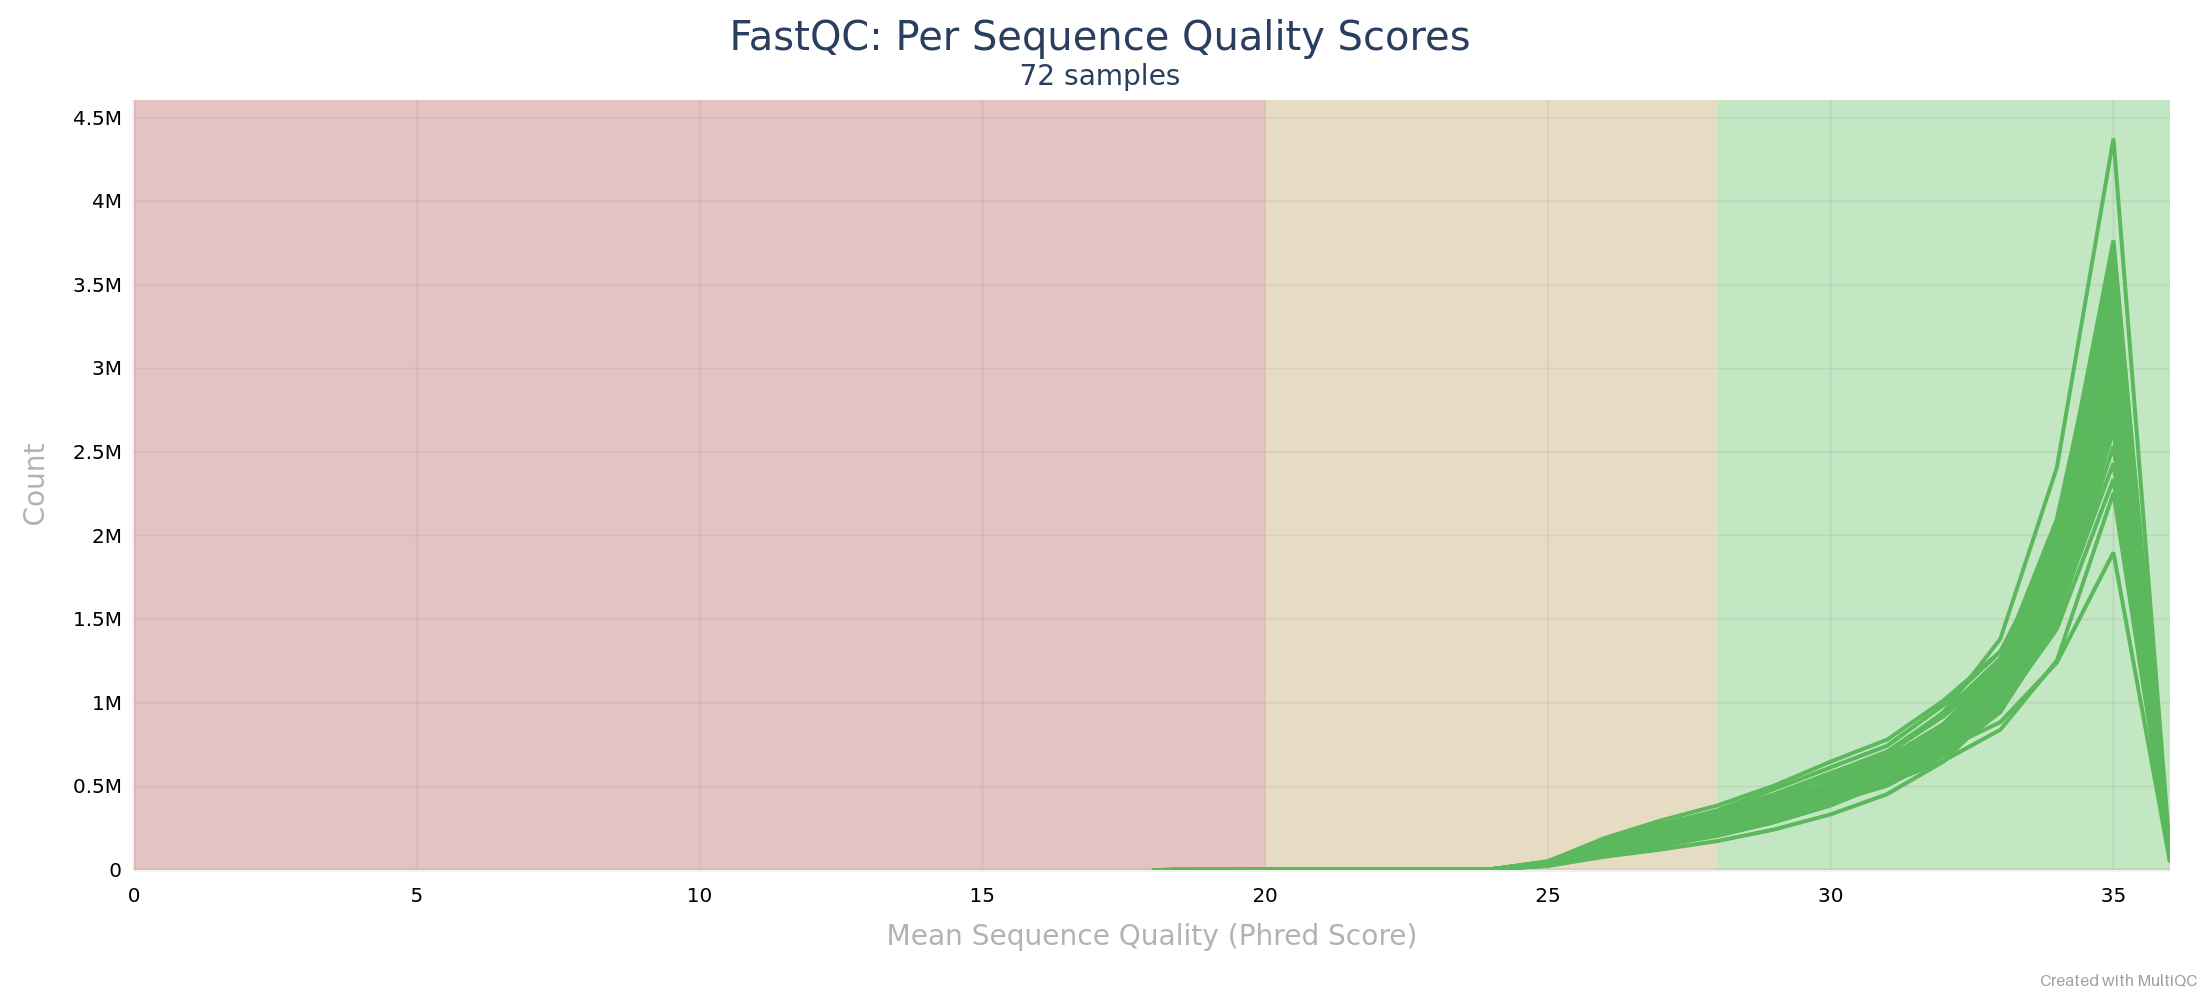 FastQC: Per Sequence Quality Scores
72 samples
4.5M
4M
3.5M
3M
2.5M
2M
1.5M
1M
0.5M
0
Count
0 5 10 15 20 25 30 35
Mean Sequence Quality (Phred Score)
Created with MultiQC